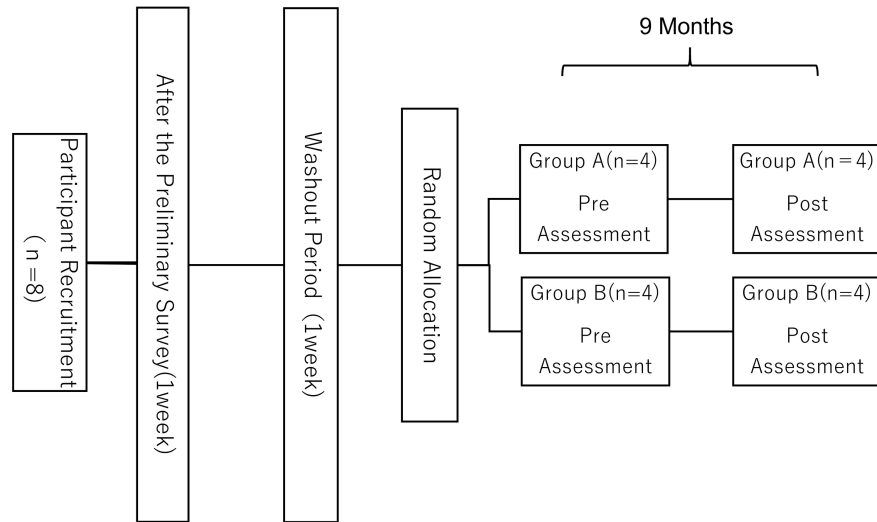 Participant Recruitment
( n =8)
After the Preliminary Survey(1week)
Washout Period (1week)
Random Allocation
9 Months
Group A(n=4)
Pre
Assessment
Group A(n=4)
Post
Assessment
Group B(n=4)
Pre
Assessment
Group B(n=4)
Post
Assessment